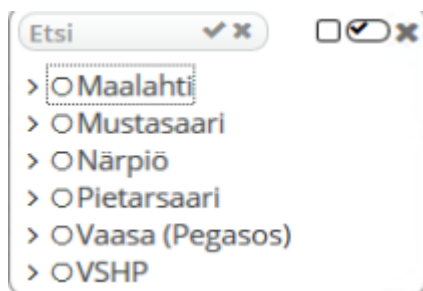 Etsi
Maalahti
Mustasaari
Närpiö
Pietarsaari
Vaasa (Pegasos)
VSHP